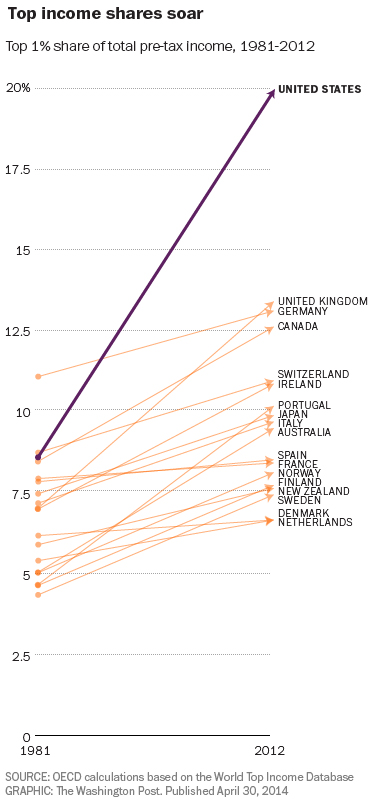 Top income shares soar
Top 1% share of total pre-tax income, 1981-2012
20%
UNITED STATES
17.5
15
UNITED KINGDOM
GERMANY
12.5
CANADA
SWITZERLAND
IRELAND
10
PORTUGAL
JAPAN
ITALY
AUSTRALIA
SPAIN
FRANCE
7.5
NORWAY
FINLAND
NEW ZEALAND
SWEDEN
DENMARK
NETHERLANDS
5
2.5
0
1981
2012
SOURCE: OECD calculations based on the World Top Income Database
GRAPHIC: The Washington Post. Published April 30, 2014